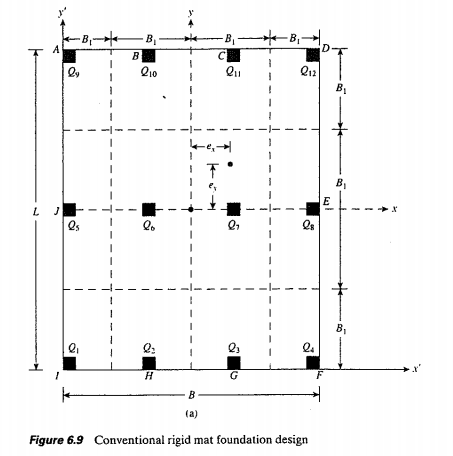 y' y
B₁ B₁ B₁ B₁
A B C D
Q₉ Q₁₀ Q₁₁ Q₁₂
B₁
eₓ
eᵧ
B₁
L J E x
Q₅ Q₆ Q₇ Q₈
B₁
Q₁ Q₂ Q₃ Q₄
I H G F x'
B
(a)
Figure 6.9 Conventional rigid mat foundation design